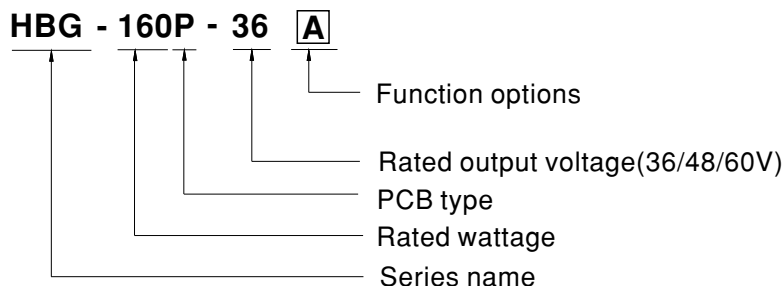 HBG - 160P - 36 A
Function options
Rated output voltage(36/48/60V)
PCB type
Rated wattage
Series name